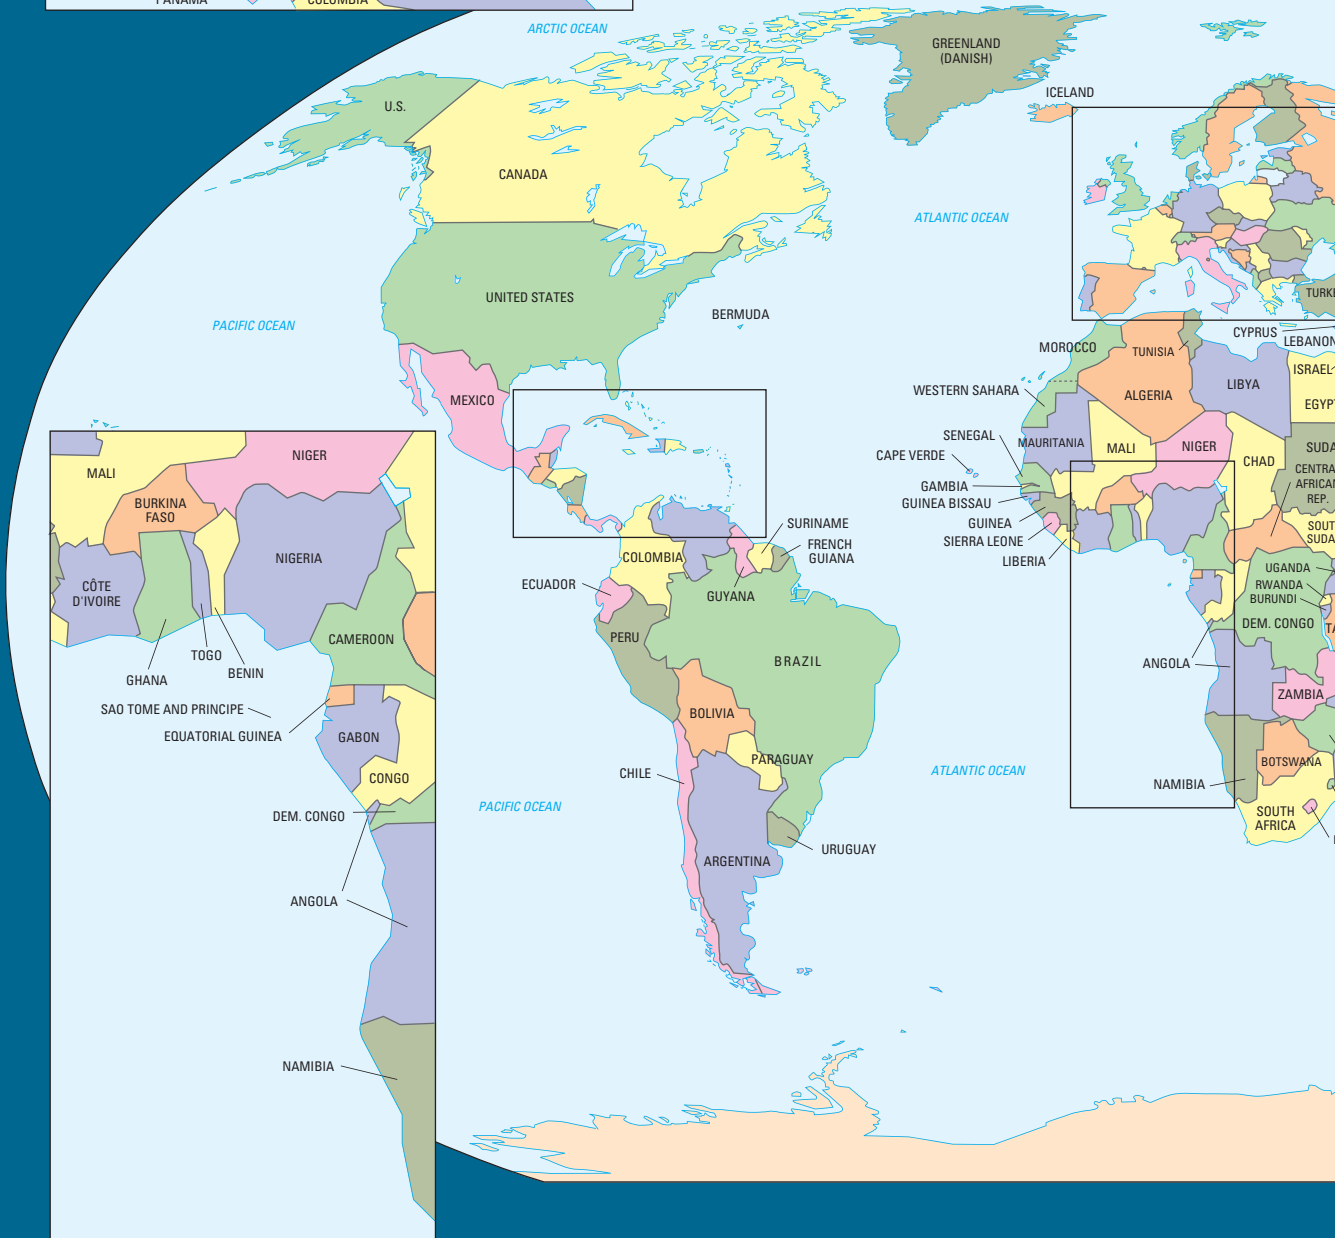 PANAMA
COLOMBIA
ARCTIC OCEAN
GREENLAND
(DANISH)
ICELAND
U.S.
CANADA
ATLANTIC OCEAN
UNITED STATES
BERMUDA
PACIFIC OCEAN
MEXICO
TURKE
CYPRUS
LEBANON
MOROCCO
TUNISIA
ISRAEL
WESTERN SAHARA
ALGERIA
LIBYA
EGYP
SENEGAL
MAURITANIA
MALI
NIGER
CHAD
SUDA
CAPE VERDE
CENTRA
AFRICAN
REP.
GAMBIA
GUINEA BISSAU
GUINEA
SIERRA LEONE
LIBERIA
SOUT
SUDA
UGANDA
RWANDA
BURUNDI
DEM. CONGO
TA
ANGOLA
ZAMBIA
BOTSWANA
NAMIBIA
SOUTH
AFRICA
SURINAME
FRENCH
GUIANA
COLOMBIA
ECUADOR
GUYANA
PERU
BRAZIL
BOLIVIA
PARAGUAY
CHILE
ATLANTIC OCEAN
PACIFIC OCEAN
URUGUAY
ARGENTINA
NIGER
MALI
BURKINA
FASO
NIGERIA
CÔTE
D'IVOIRE
CAMEROON
TOGO
BENIN
GHANA
SAO TOME AND PRINCIPE
EQUATORIAL GUINEA
GABON
CONGO
DEM. CONGO
ANGOLA
NAMIBIA